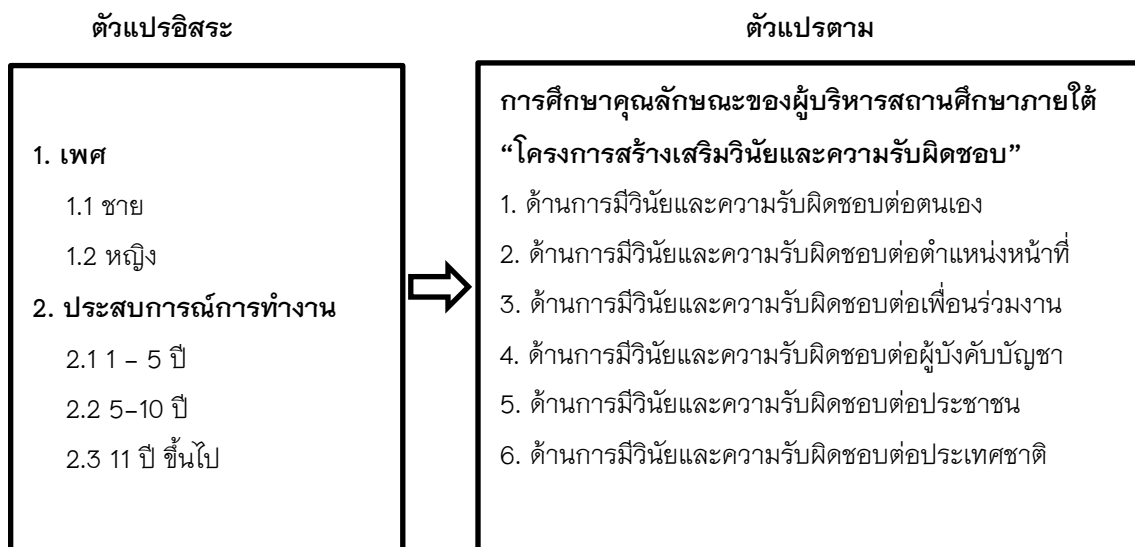 ตัวแปรอิสระ
1. เพศ
1.1 ชาย
1.2 หญิง
2. ประสบการณ์การทำงาน
2.1 1 – 5 ปี
2.2 5–10 ปี
2.3 11 ปี ขึ้นไป
ตัวแปรตาม
การศึกษาคุณลักษณะของผู้บริหารสถานศึกษาภายใต้
“โครงการสร้างเสริมวินัยและความรับผิดชอบ”
1. ด้านการมีวินัยและความรับผิดชอบต่อตนเอง
2. ด้านการมีวินัยและความรับผิดชอบต่อตำแหน่งหน้าที่
3. ด้านการมีวินัยและความรับผิดชอบต่อเพื่อนร่วมงาน
4. ด้านการมีวินัยและความรับผิดชอบต่อผู้บังคับบัญชา
5. ด้านการมีวินัยและความรับผิดชอบต่อประชาชน
6. ด้านการมีวินัยและความรับผิดชอบต่อประเทศชาติ